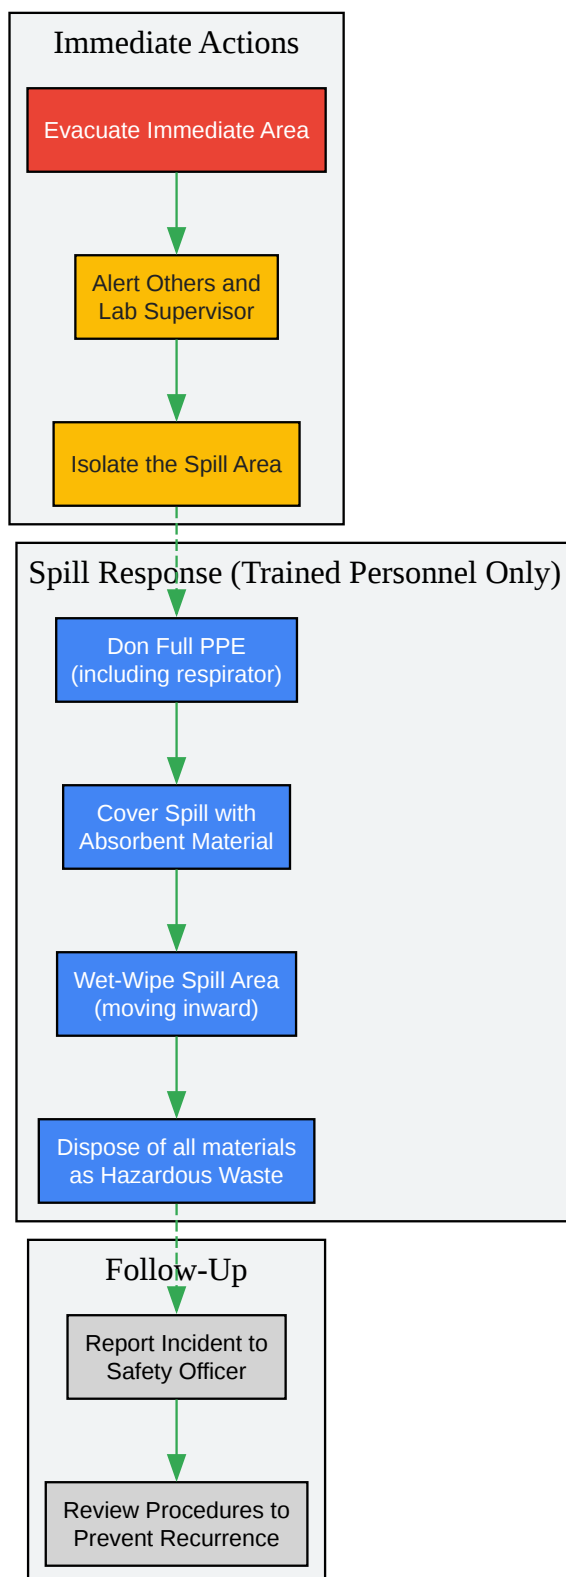 Immediate Actions
Evacuate Immediate Area
Alert Others and
Lab Supervisor
Isolate the Spill Area
Spill Response (Trained Personnel Only)
Don Full PPE
(including respirator)
Cover Spill with
Absorbent Material
Wet-Wipe Spill Area
(moving inward)
Dispose of all materials
as Hazardous Waste
Follow-Up
Report Incident to
Safety Officer
Review Procedures to
Prevent Recurrence